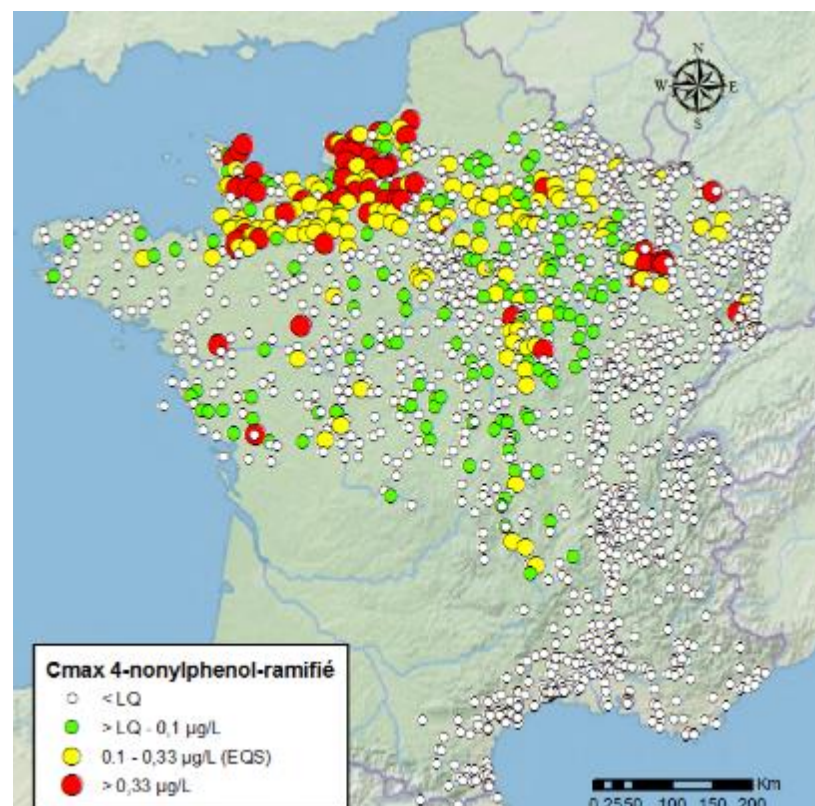 N
W E
S
Cmax 4-nonylphenol-ramifié
< LQ
> LQ - 0,1 µg/L
0.1 - 0,33 µg/L (EQS)
> 0,33 µg/L
Km
0 25 50 100 150 200